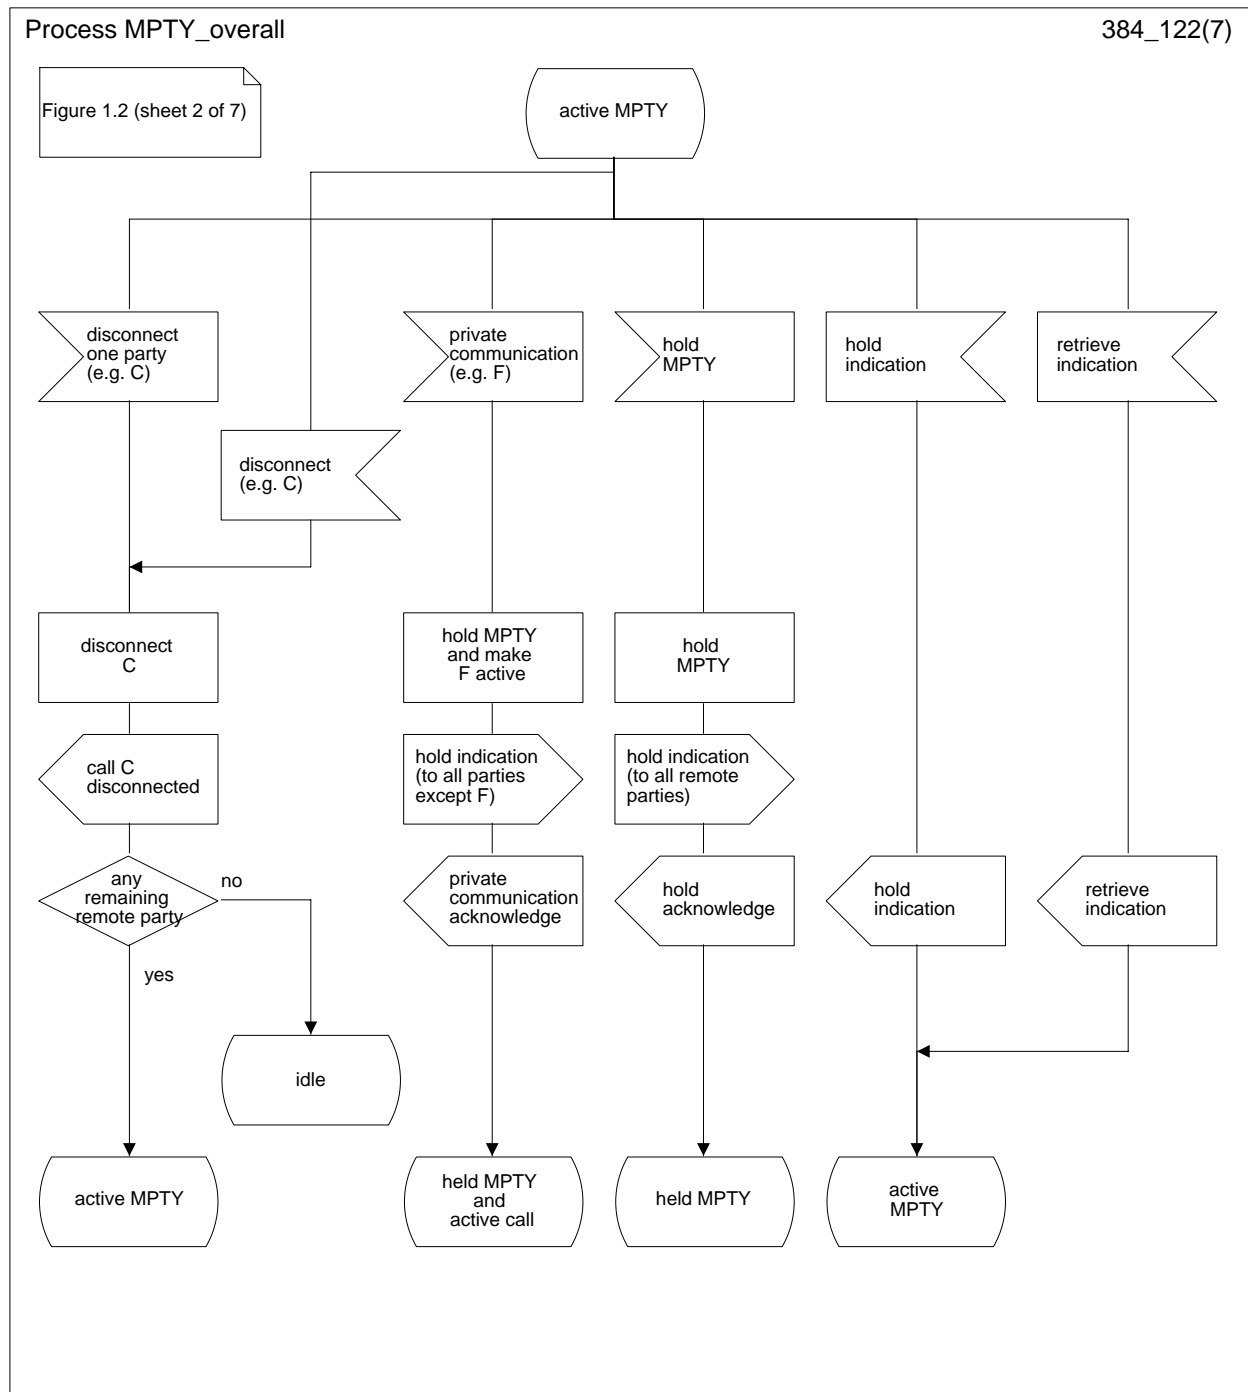 Process MPTY_overall
384_122(7)
Figure 1.2 (sheet 2 of 7)
active MPTY
disconnect
one party
(e.g. C)
private
communication
(e.g. F)
hold
MPTY
hold
indication
retrieve
indication
disconnect
(e.g. C)
disconnect
C
hold MPTY
and make
F active
hold
MPTY
call C
disconnected
hold indication
(to all parties
except F)
hold indication
(to all remote
parties)
any
remaining
remote party
no
yes
private
communication
acknowledge
hold
acknowledge
hold
indication
retrieve
indication
idle
active MPTY
held MPTY
and
active call
held MPTY
active
MPTY